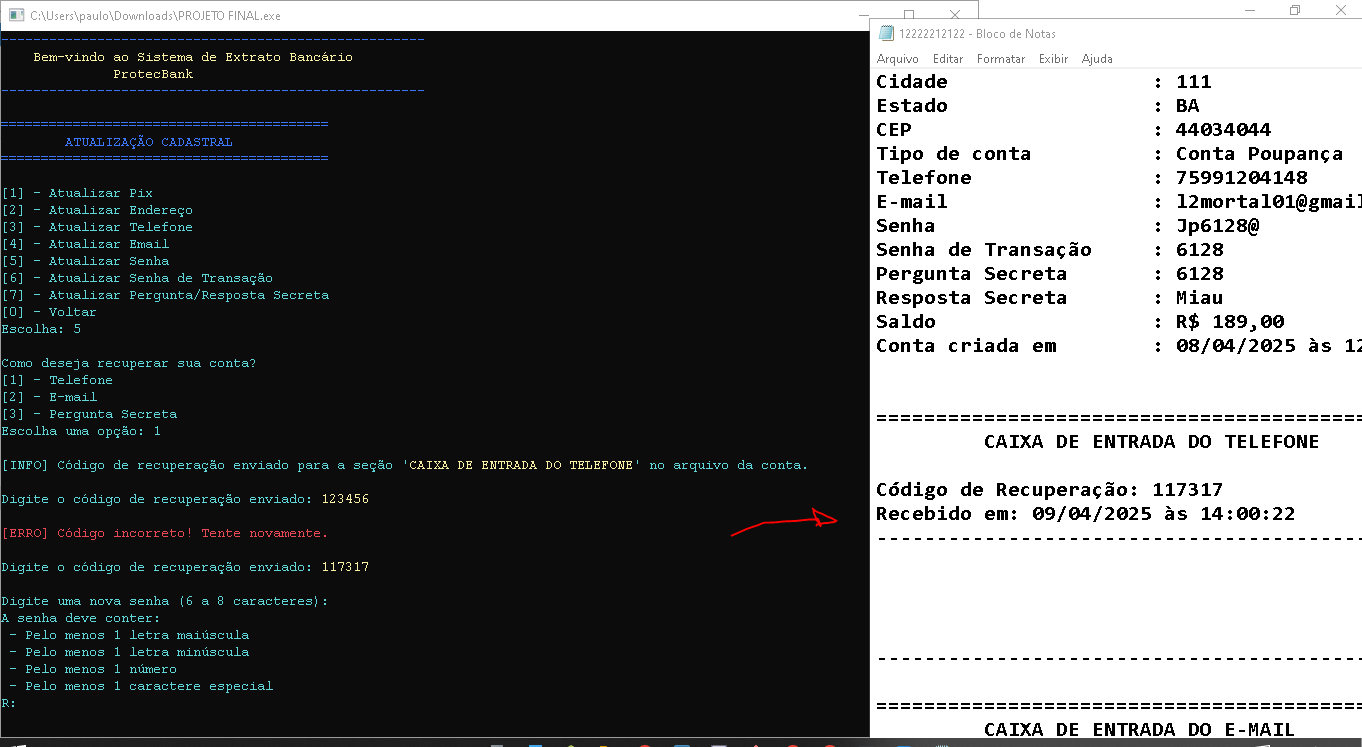 C:\Users\paulo\Downloads\PROJETO FINAL.exe
-----------------------------------------------------
Bem-vindo ao Sistema de Extrato Bancário
ProtecBank
-----------------------------------------------------
=========================================
ATUALIZAÇÃO CADASTRAL
=========================================
[1] - Atualizar Pix
[2] - Atualizar Endereço
[3] - Atualizar Telefone
[4] - Atualizar Email
[5] - Atualizar Senha
[6] - Atualizar Senha de Transação
[7] - Atualizar Pergunta/Resposta Secreta
[0] - Voltar
Escolha: 5
Como deseja recuperar sua conta?
[1] - Telefone
[2] - E-mail
[3] - Pergunta Secreta
Escolha uma opção: 1
[INFO] Código de recuperação enviado para a seção 'CAIXA DE ENTRADA DO TELEFONE' no arquivo da conta.
Digite o código de recuperação enviado: 123456
[ERRO] Código incorreto! Tente novamente.
Digite o código de recuperação enviado: 117317
Digite uma nova senha (6 a 8 caracteres):
A senha deve conter:
- Pelo menos 1 letra maiúscula
- Pelo menos 1 letra minúscula
- Pelo menos 1 número
- Pelo menos 1 caractere especial
R:
12222212122 - Bloco de Notas
Arquivo Editar Formatar Exibir Ajuda
Cidade : 111
Estado : BA
CEP : 44034044
Tipo de conta : Conta Poupança
Telefone : 75991204148
E-mail : l2mortal01@gmail
Senha : Jp6128@
Senha de Transação : 6128
Pergunta Secreta : 6128
Resposta Secreta : Miau
Saldo : R$ 189,00
Conta criada em : 08/04/2025 às 12
=========================================
CAIXA DE ENTRADA DO TELEFONE
Código de Recuperação: 117317
Recebido em: 09/04/2025 às 14:00:22
-----------------------------------------
-----------------------------------------
=========================================
CAIXA DE ENTRADA DO E-MAIL